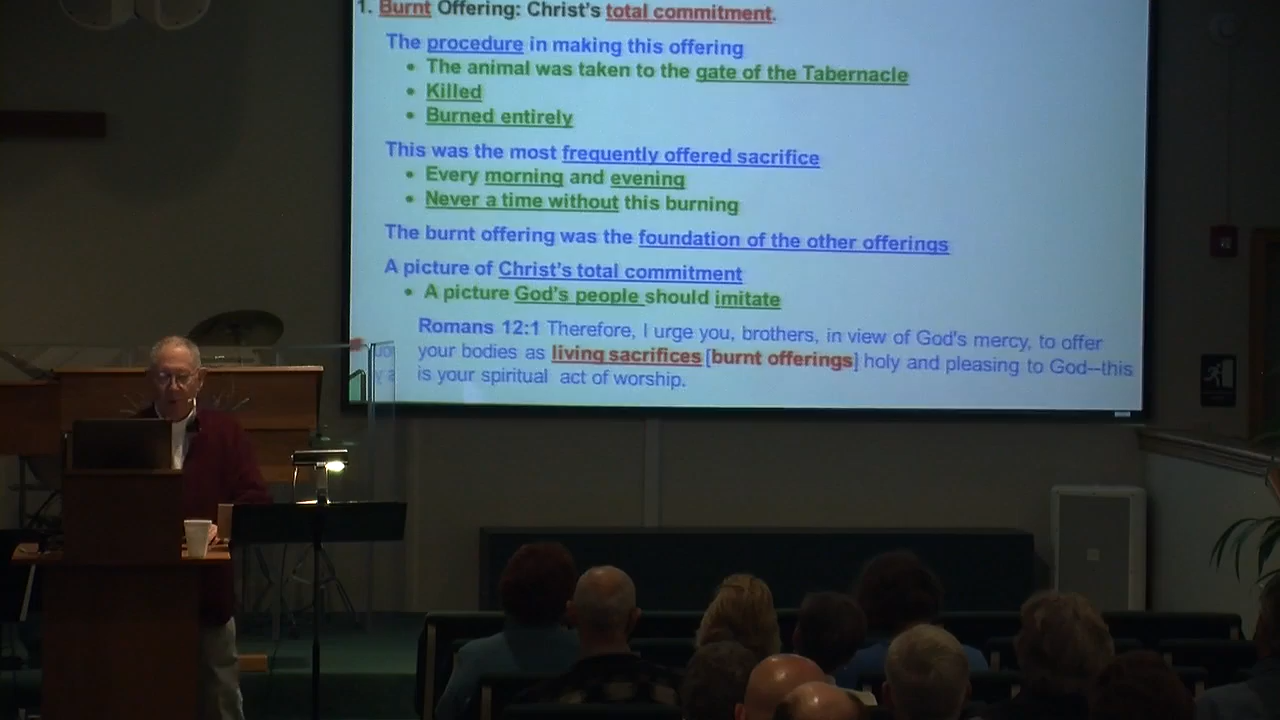 1. Burnt Offering: Christ's total commitment.
The procedure in making this offering
• The animal was taken to the gate of the Tabernacle
• Killed
• Burned entirely
This was the most frequently offered sacrifice
• Every morning and evening
• Never a time without this burning
The burnt offering was the foundation of the other offerings
A picture of Christ's total commitment
• A picture God's people should imitate
Romans 12:1 Therefore, I urge you, brothers, in view of God's mercy, to offer
your bodies as living sacrifices [burnt offerings] holy and pleasing to God--this
is your spiritual act of worship.